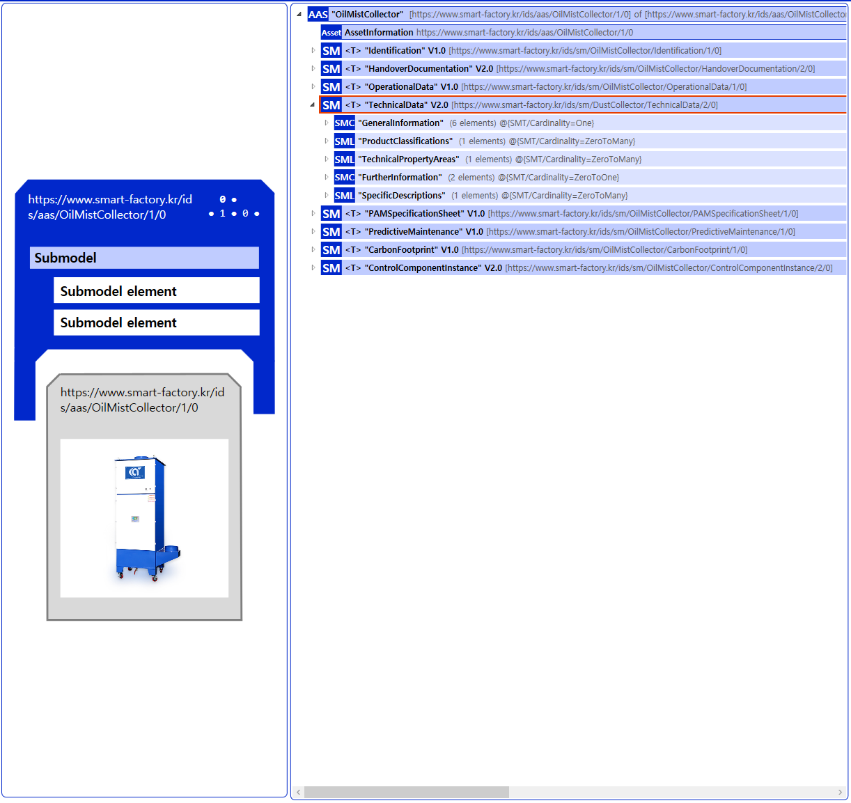 https://www.smart-factory.kr/id
s/aas/OilMistCollector/1/0
0
1 0
Submodel
Submodel element
Submodel element
https://www.smart-factory.kr/id
s/aas/OilMistCollector/1/0
AAS "OilMistCollector" [https://www.smart-factory.kr/ids/aas/OilMistCollector/1/0] of [https://www.smart-factory.kr/ids/aas/OilMistCollecto
Asset AssetInformation https://www.smart-factory.kr/ids/aas/OilMistCollector/1/0
SM <T> "Identification" V1.0 [https://www.smart-factory.kr/ids/sm/OilMistCollector/Identification/1/0]
SM <T> "HandoverDocumentation" V2.0 [https://www.smart-factory.kr/ids/sm/OilMistCollector/HandoverDocumentation/2/0]
SM <T> "OperationalData" V1.0 [https://www.smart-factory.kr/ids/sm/OilMistCollector/OperationalData/1/0]
SM <T> "TechnicalData" V2.0 [https://www.smart-factory.kr/ids/sm/DustCollector/TechnicalData/2/0]
SMC "GeneralInformation" (6 elements) @{SMT/Cardinality=One}
SML "ProductClassifications" (1 elements) @{SMT/Cardinality=ZeroToMany}
SML "TechnicalPropertyAreas" (1 elements) @{SMT/Cardinality=ZeroToMany}
SMC "FurtherInformation" (2 elements) @{SMT/Cardinality=ZeroToOne}
SML "SpecificDescriptions" (1 elements) @{SMT/Cardinality=ZeroToMany}
SM <T> "PAMSpecificationSheet" V1.0 [https://www.smart-factory.kr/ids/sm/OilMistCollector/PAMSpecificationSheet/1/0]
SM <T> "PredictiveMaintenance" V1.0 [https://www.smart-factory.kr/ids/sm/OilMistCollector/PredictiveMaintenance/1/0]
SM <T> "CarbonFootprint" V1.0 [https://www.smart-factory.kr/ids/sm/OilMistCollector/CarbonFootprint/1/0]
SM <T> "ControlComponentInstance" V2.0 [https://www.smart-factory.kr/ids/sm/OilMistCollector/ControlComponentInstance/2/0]